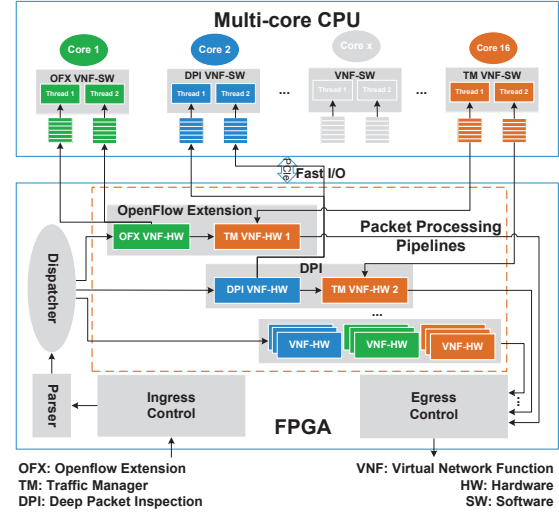 Multi-core CPU
Core 1
Core 2
Core x
Core 16
OFX VNF-SW
DPI VNF-SW
VNF-SW
TM VNF-SW
Thread 1
Thread 2
Thread 1
Thread 2
...
Thread 1
Thread 2
...
Thread 1
Thread 2
PCIe
Fast I/O
OpenFlow Extension
Packet Processing
Pipelines
OFX VNF-HW
TM VNF-HW 1
DPI
DPI VNF-HW
TM VNF-HW 2
...
VNF-HW
VNF-HW
VNF-HW
Dispatcher
Parser
Ingress
Control
Egress
Control
...
FPGA
OFX: Openflow Extension
TM: Traffic Manager
DPI: Deep Packet Inspection
VNF: Virtual Network Function
HW: Hardware
SW: Software